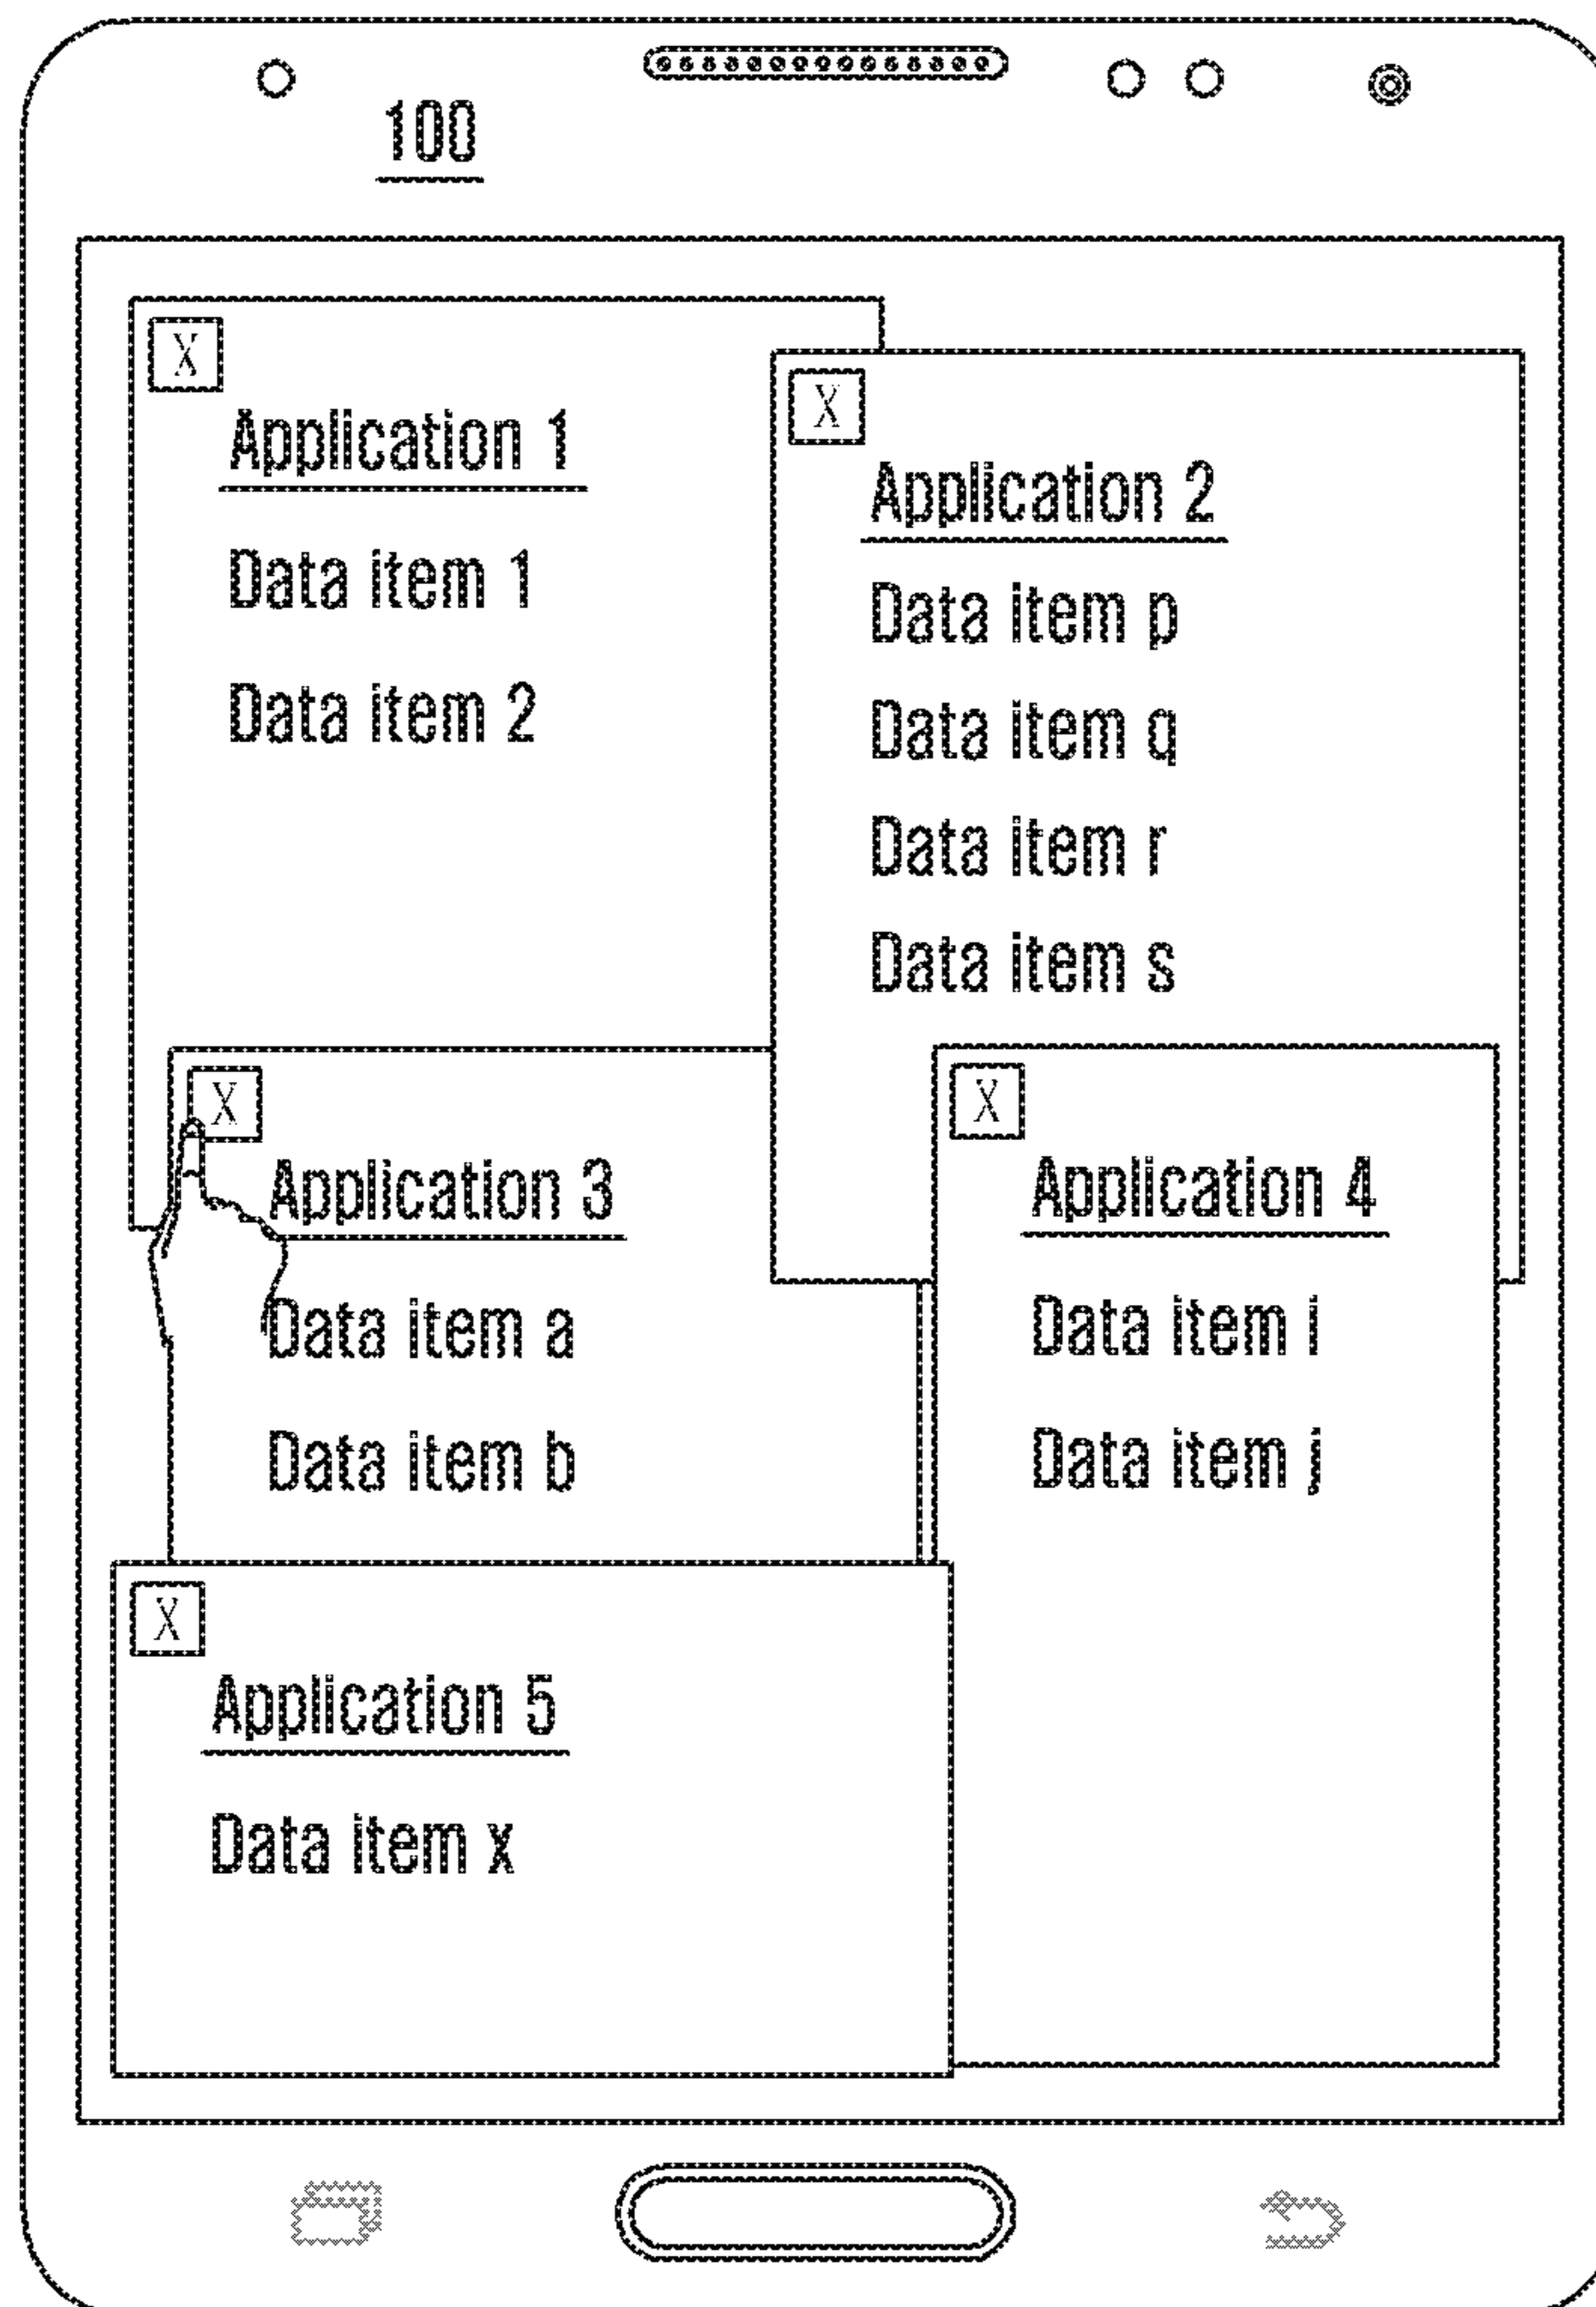 100
X
Application 1
Data item 1
Data item 2
X
Application 2
Data item p
Data item q
Data item r
Data item s
X
Application 3
Data item a
Data item b
X
Application 4
Data item i
Data item j
X
Application 5
Data item x